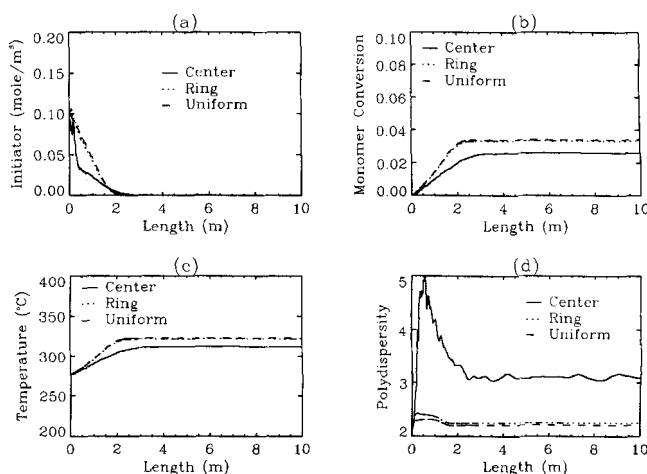 (a)
Initiator (mole/m³)
0.20
0.15
0.10
0.05
0.00
Center
Ring
Uniform
0 2 4 6 8 10
Length (m)
(b)
Monomer Conversion
0.10
0.08
0.06
0.04
0.02
0.00
Center
Ring
Uniform
0 2 4 6 8 10
Length (m)
(c)
Temperature (°C)
400
350
300
250
200
Center
Ring
Uniform
0 2 4 6 8 10
Length (m)
(d)
Polydispersity
5
4
3
2
Center
Ring
Uniform
0 2 4 6 8 10
Length (m)